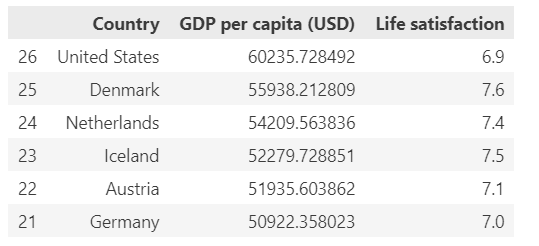 Country GDP per capita (USD) Life satisfaction
26 United States 60235.728492 6.9
25 Denmark 55938.212809 7.6
24 Netherlands 54209.563836 7.4
23 Iceland 52279.728851 7.5
22 Austria 51935.603862 7.1
21 Germany 50922.358023 7.0